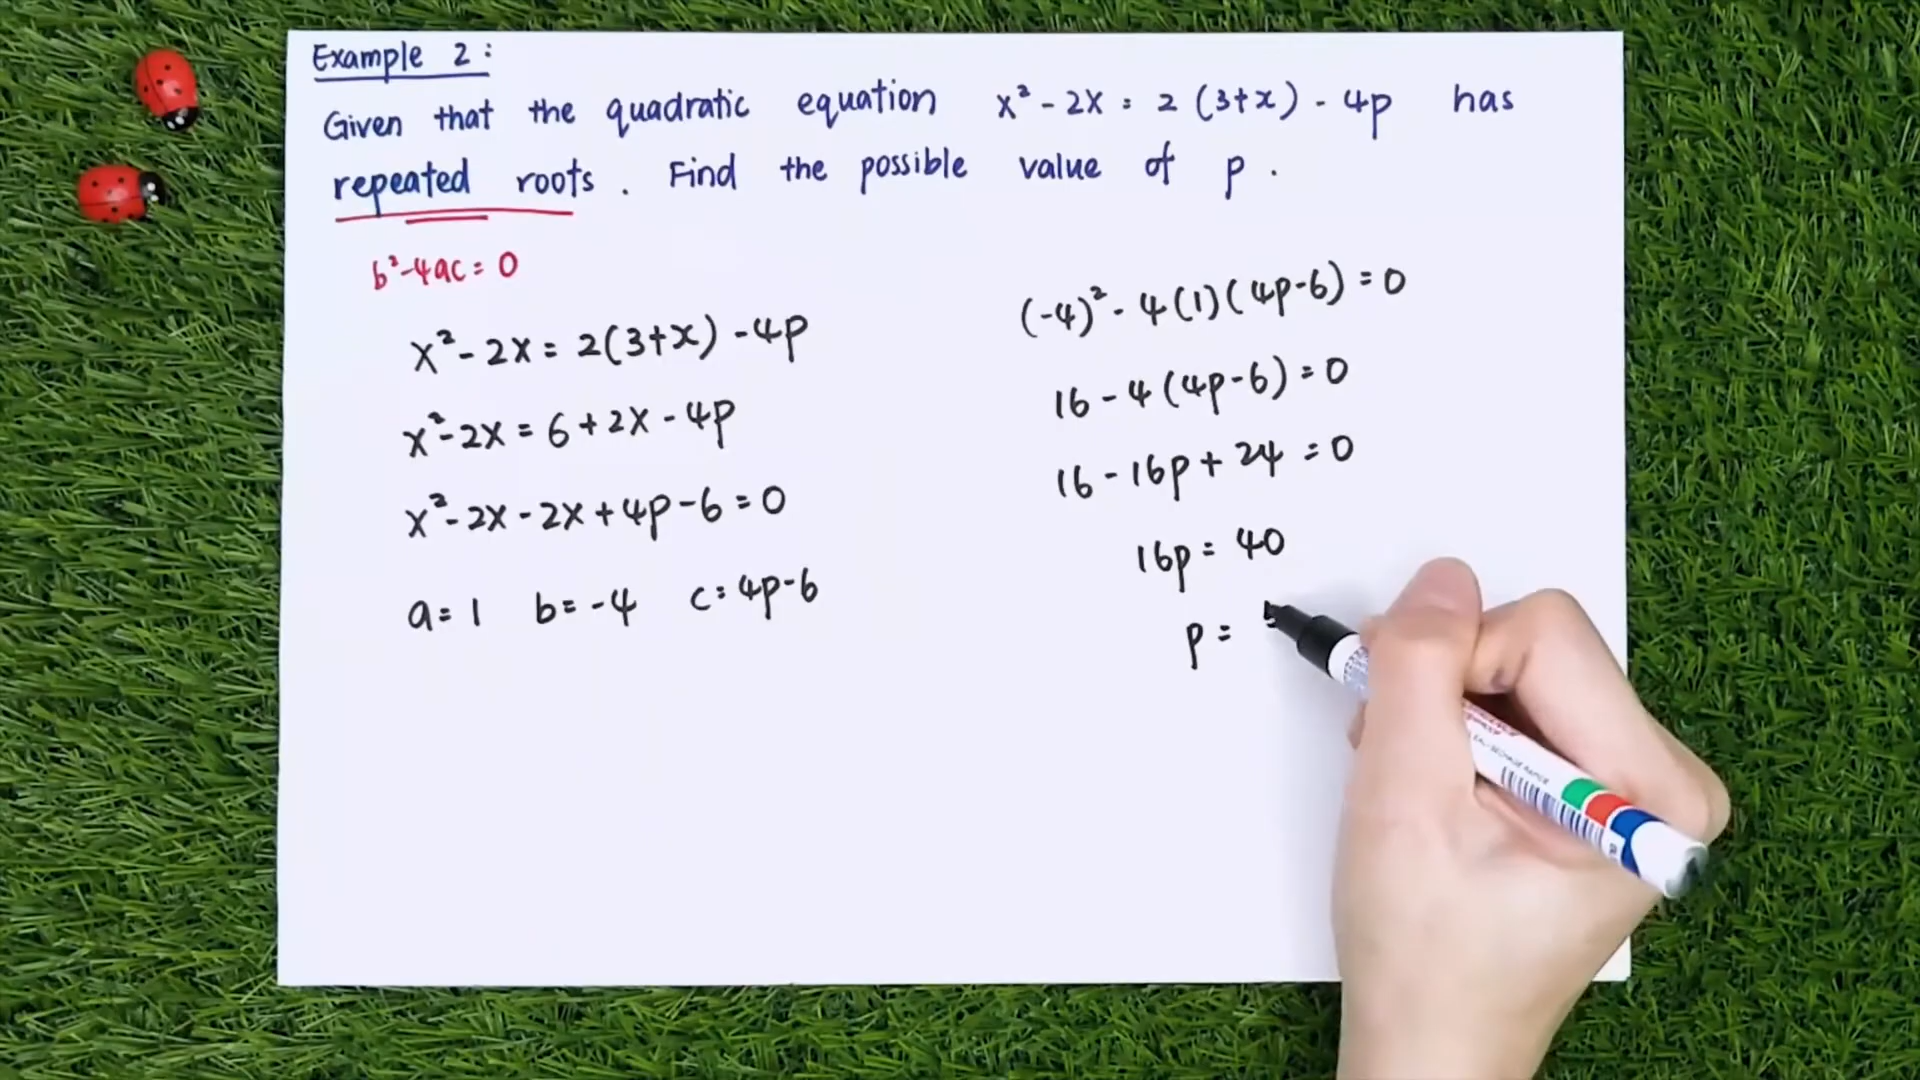 Example 2:
Given that the quadratic equation x² - 2x = 2(3+x) - 4p has
repeated roots. Find the possible value of p.
b²-4ac = 0
x² - 2x = 2(3+x) - 4p
x² - 2x = 6 + 2x - 4p
x² - 2x - 2x + 4p - 6 = 0
a = 1 b = -4 c = 4p-6
(-4)² - 4(1)(4p-6) = 0
16 - 4(4p-6) = 0
16 - 16p + 24 = 0
16p = 40
p =